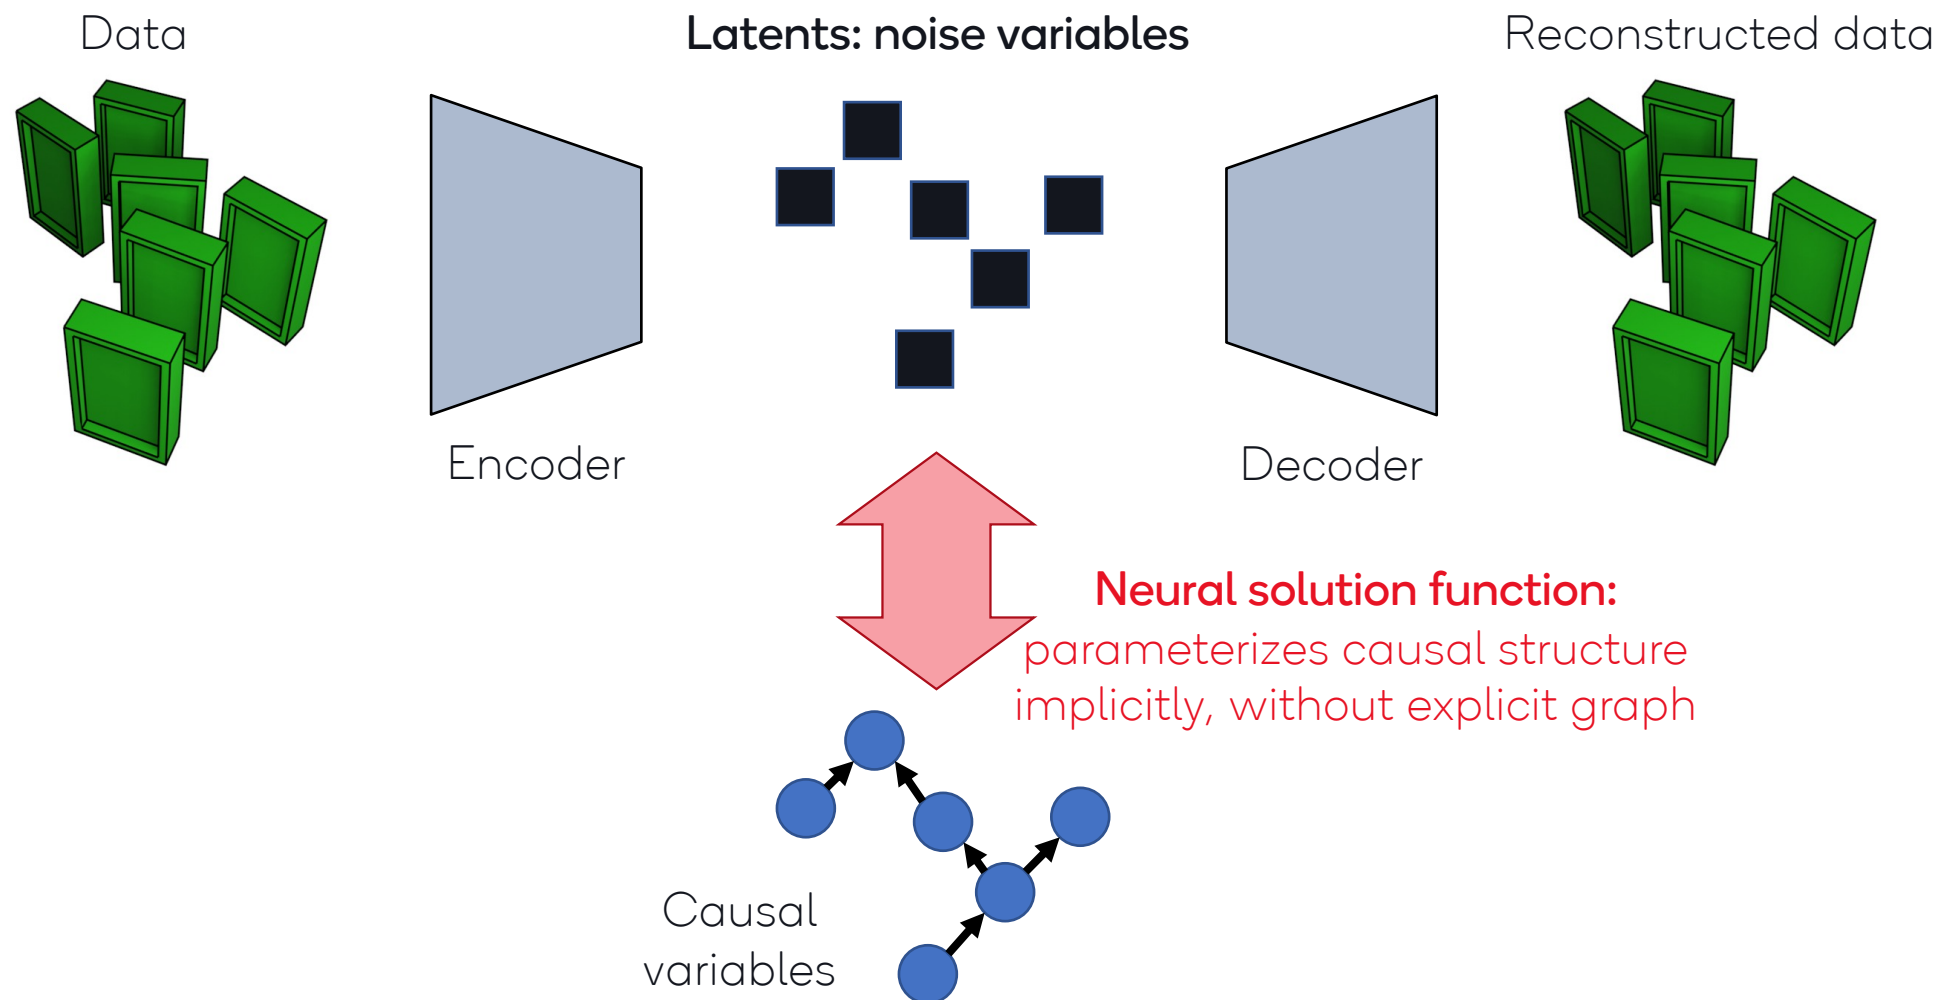 Data
Latents: noise variables
Reconstructed data
Encoder
Decoder
Neural solution function:
parameterizes causal structure
implicitly, without explicit graph
Causal
variables